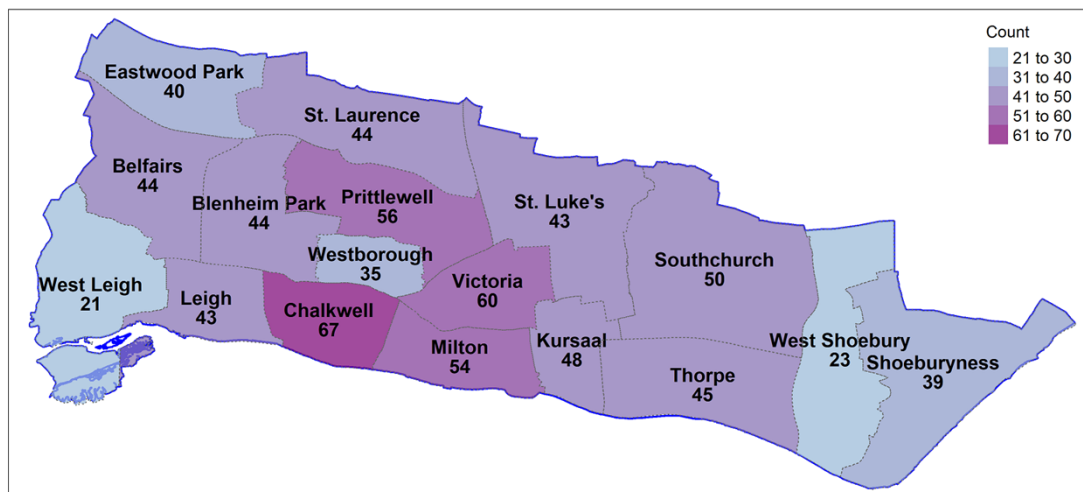 Count
21 to 30
31 to 40
41 to 50
51 to 60
61 to 70
Eastwood Park
40
St. Laurence
44
Belfairs
44
Blenheim Park
44
Prittlewell
56
St. Luke's
43
Westborough
35
Southchurch
50
West Leigh
21
Leigh
43
Chalkwell
67
Victoria
60
Milton
54
Kursaal
48
Thorpe
45
West Shoebury
23
Shoeburyness
39